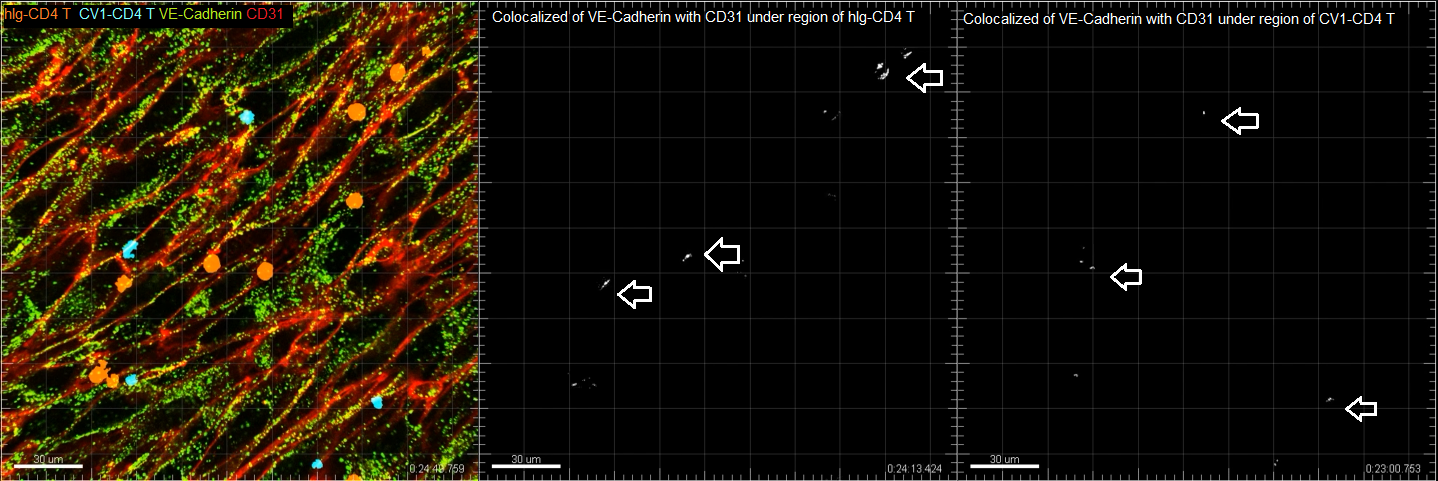 hIg-CD4 T CV1-CD4 T VE-Cadherin CD31
30 um
0:24:49.759
Colocalized of VE-Cadherin with CD31 under region of hIg-CD4 T
30 um
0:24:13.424
Colocalized of VE-Cadherin with CD31 under region of CV1-CD4 T
30 um
0:23:00.753